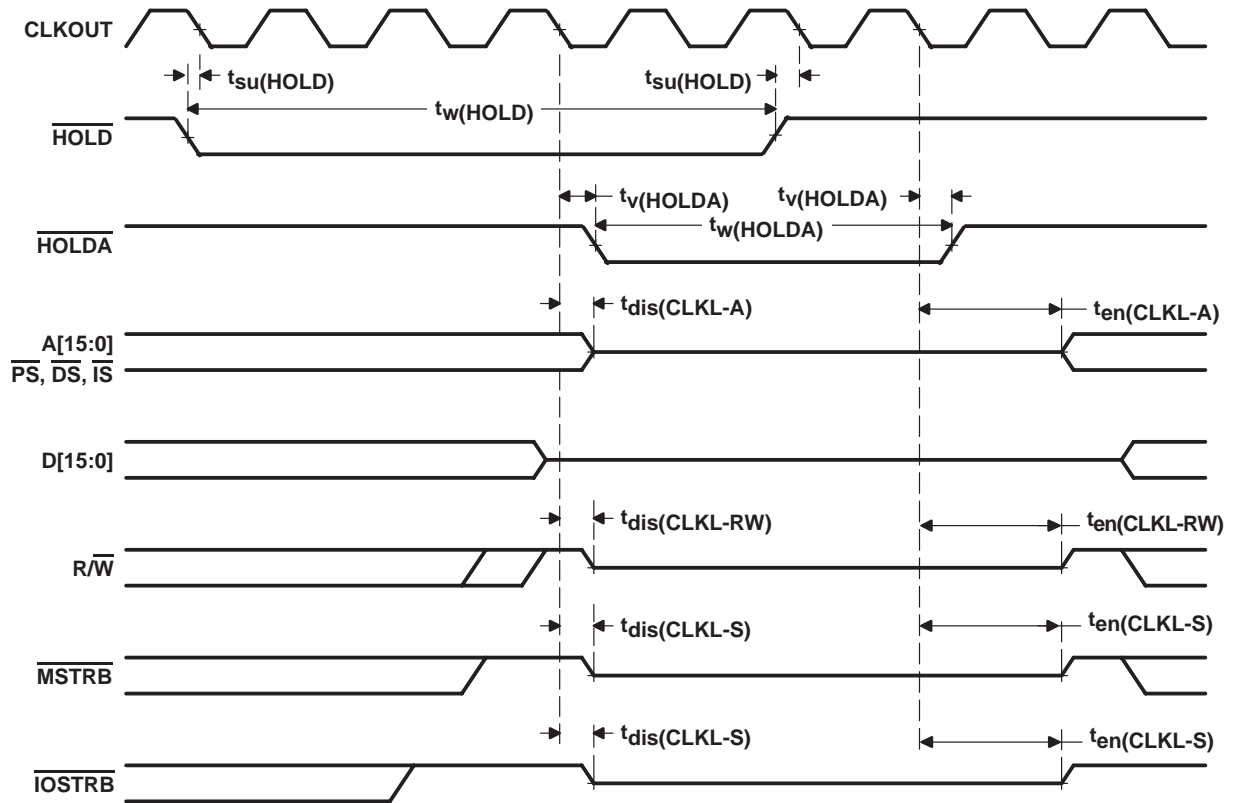 CLKOUT
tsu(HOLD) tsu(HOLD)
tw(HOLD)
HOLD
tv(HOLDA) tv(HOLDA)
tw(HOLDA)
HOLDA
tdis(CLKL-A) ten(CLKL-A)
A[15:0]
PS, DS, IS
D[15:0]
tdis(CLKL-RW) ten(CLKL-RW)
R/W
tdis(CLKL-S) ten(CLKL-S)
MSTRB
tdis(CLKL-S) ten(CLKL-S)
IOSTRB